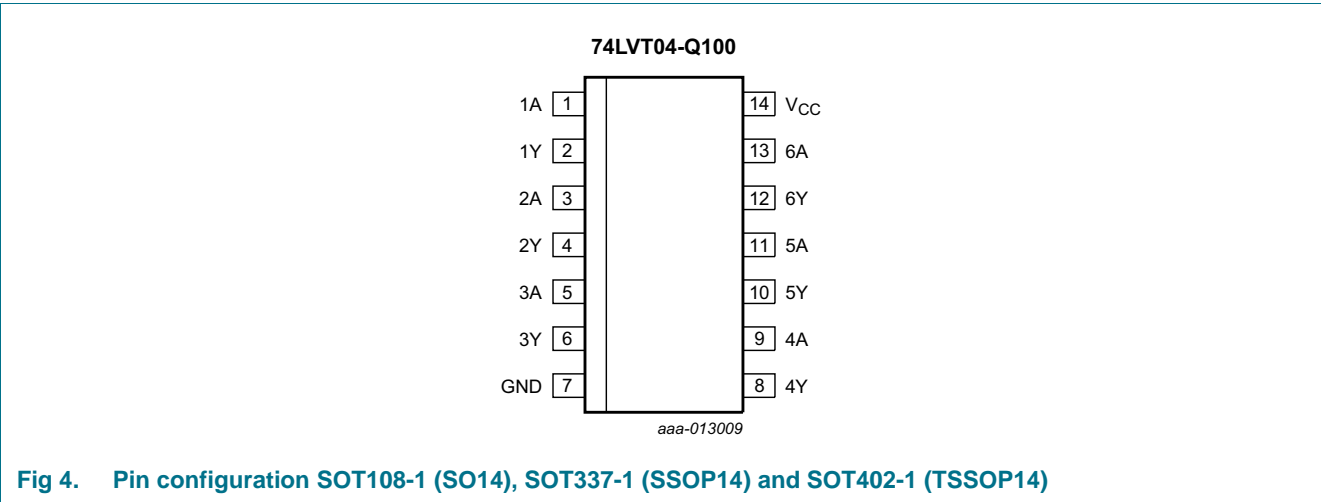 74LVT04-Q100
1A 1 14 VCC
1Y 2 13 6A
2A 3 12 6Y
2Y 4 11 5A
3A 5 10 5Y
3Y 6 9 4A
GND 7 8 4Y
aaa-013009
Fig 4. Pin configuration SOT108-1 (SO14), SOT337-1 (SSOP14) and SOT402-1 (TSSOP14)